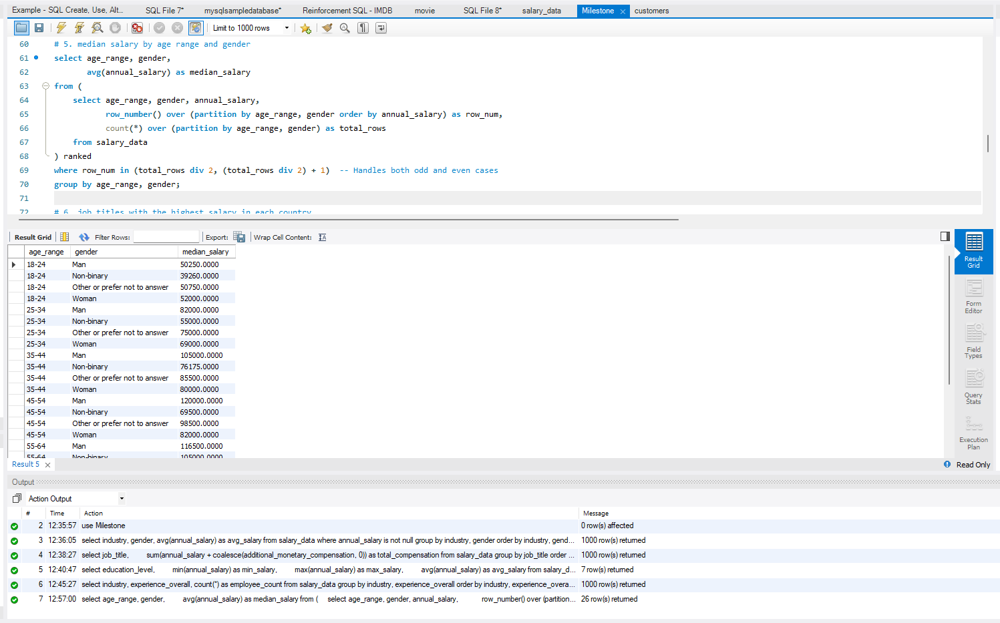 Example - SQL Create, Use, Alt... SQL File 7* mysqlsampledatabase* Reinforcement SQL - IMDB movie SQL File 8* salary_data Milestone customers
Limit to 1000 rows
60 # 5. median salary by age range and gender
61 select age_range, gender,
62 avg(annual_salary) as median_salary
63 from (
64 select age_range, gender, annual_salary,
65 row_number() over (partition by age_range, gender order by annual_salary) as row_num,
66 count(*) over (partition by age_range, gender) as total_rows
67 from salary_data
68 ) ranked
69 where row_num in (total_rows div 2, (total_rows div 2) + 1) -- Handles both odd and even cases
70 group by age_range, gender;
71
72 # 6. job titles with the highest salary in each country
Result Grid Filter Rows: Export: Wrap Cell Content:
age_range gender median_salary
18-24 Man 50250.0000
18-24 Non-binary 39260.0000
18-24 Other or prefer not to answer 50750.0000
18-24 Woman 52000.0000
25-34 Man 82000.0000
25-34 Non-binary 55000.0000
25-34 Other or prefer not to answer 75000.0000
25-34 Woman 69000.0000
35-44 Man 105000.0000
35-44 Non-binary 76175.0000
35-44 Other or prefer not to answer 85500.0000
35-44 Woman 80000.0000
45-54 Man 120000.0000
45-54 Non-binary 69500.0000
45-54 Other or prefer not to answer 98500.0000
45-54 Woman 82000.0000
55-64 Man 116500.0000
55-64 Non-binary 105000.0000
Result Grid
Form Editor
Field Types
Query Stats
Execution Plan
Result 5 Read Only
Output
Action Output
# Time Action Message
2 12:35:57 use Milestone 0 row(s) affected
3 12:36:05 select industry, gender, avg(annual_salary) as avg_salary from salary_data where annual_salary is not null group by industry, gender order by industry, gend... 1000 row(s) returned
4 12:38:27 select job_title, sum(annual_salary + coalesce(additional_monetary_compensation, 0)) as total_compensation from salary_data group by job_title order ... 1000 row(s) returned
5 12:40:47 select education_level, min(annual_salary) as min_salary, max(annual_salary) as max_salary, avg(annual_salary) as avg_salary from salary_d... 7 row(s) returned
6 12:45:27 select industry, experience_overall, count(*) as employee_count from salary_data group by industry, experience_overall order by industry, experience_overa... 1000 row(s) returned
7 12:57:00 select age_range, gender, avg(annual_salary) as median_salary from ( select age_range, gender, annual_salary, row_number() over (partition... 26 row(s) returned